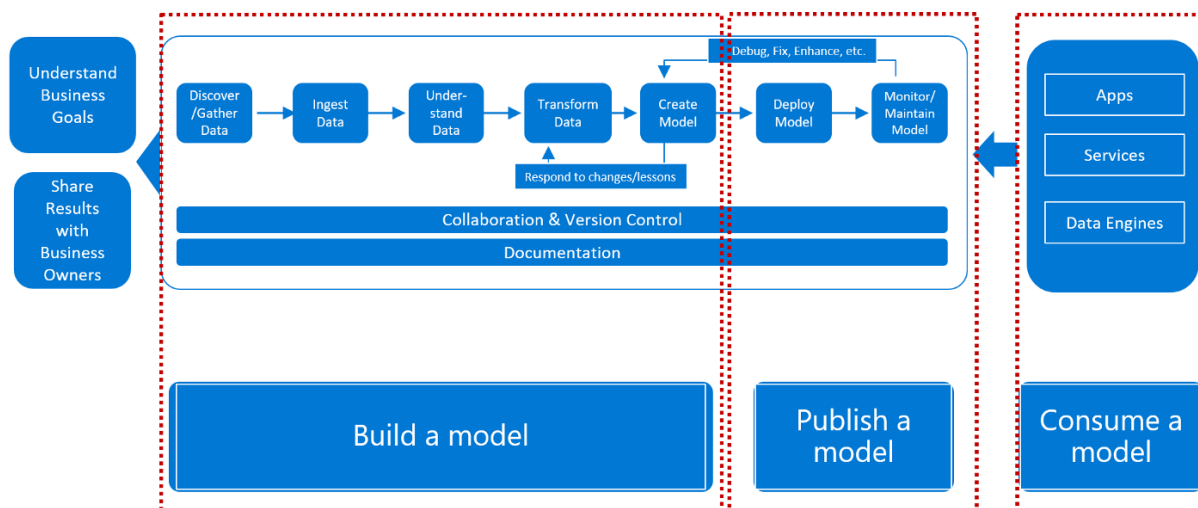 Understand
Business
Goals
Share
Results
with
Business
Owners
Debug, Fix, Enhance, etc.
Discover
/Gather
Data
Ingest
Data
Under-
stand
Data
Transform
Data
Create
Model
Deploy
Model
Monitor/
Maintain
Model
Respond to changes/lessons
Collaboration & Version Control
Documentation
Apps
Services
Data Engines
Build a model
Publish a
model
Consume a
model